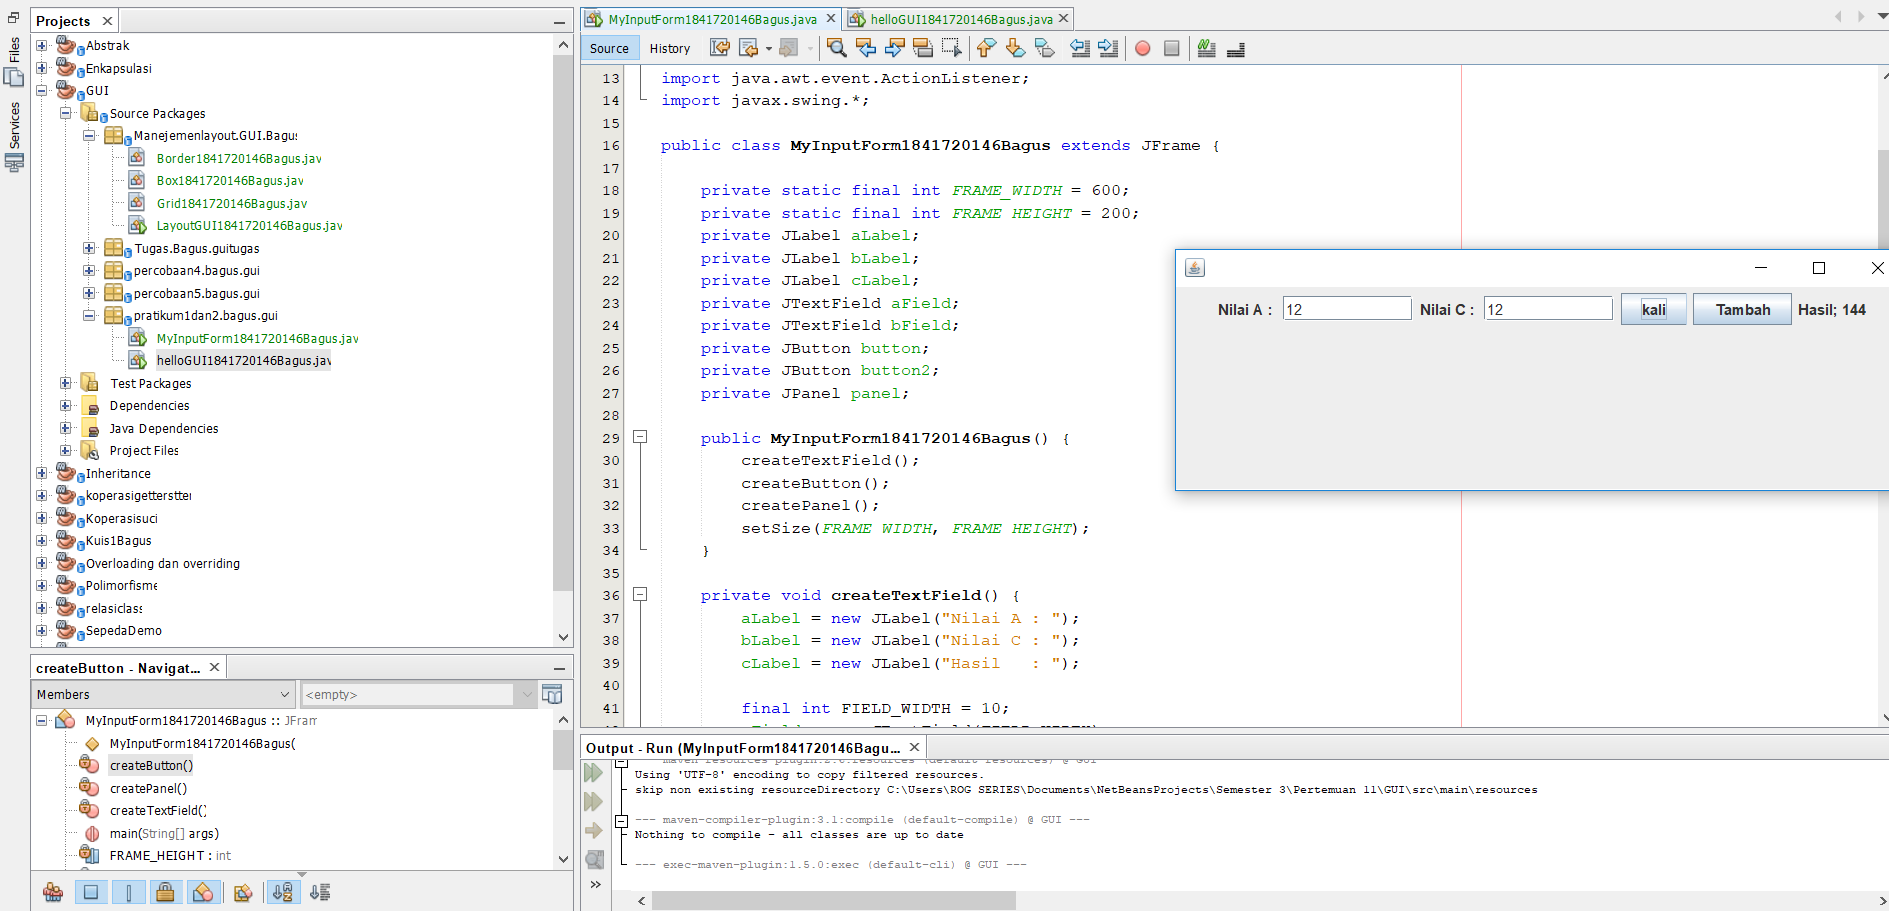 Projects
Files
Services
Abstrak
Enkapsulasi
GUI
Source Packages
Manejemenlayout.GUI.Bagus
Border1841720146Bagus.jav
Box1841720146Bagus.jav
Grid1841720146Bagus.jav
LayoutGUI1841720146Bagus.jav
Tugas.Bagus.guitugas
percobaan4.bagus.gui
percobaan5.bagus.gui
pratikum1dan2.bagus.gui
MyInputForm1841720146Bagus.jav
helloGUI1841720146Bagus.jav
Test Packages
Dependencies
Java Dependencies
Project Files
Inheritance
koperasigetterstter
Koperasisuci
Kuis1Bagus
Overloading dan overriding
Polimorfisme
relasiclass
SepedaDemo
createButton - Navigat...
Members
<empty>
MyInputForm1841720146Bagus :: JFram
MyInputForm1841720146Bagus(
createButton()
createPanel()
createTextField()
main(String[] args)
FRAME_HEIGHT : int
MyInputForm1841720146Bagus.java
helloGUI1841720146Bagus.java
Source
History
13 import java.awt.event.ActionListener;
14 import javax.swing.*;
15
16 public class MyInputForm1841720146Bagus extends JFrame {
17
18 private static final int FRAME_WIDTH = 600;
19 private static final int FRAME HEIGHT = 200;
20 private JLabel aLabel;
21 private JLabel bLabel;
22 private JLabel cLabel;
23 private JTextField aField;
24 private JTextField bField;
25 private JButton button;
26 private JButton button2;
27 private JPanel panel;
28
29 public MyInputForm1841720146Bagus() {
30 createTextField();
31 createButton();
32 createPanel();
33 setSize(FRAME WIDTH, FRAME HEIGHT);
34 }
35
36 private void createTextField() {
37 aLabel = new JLabel("Nilai A : ");
38 bLabel = new JLabel("Nilai C : ");
39 cLabel = new JLabel("Hasil   : ");
40
41 final int FIELD_WIDTH = 10;
Nilai A : 12 Nilai C : 12 kali Tambah Hasil; 144
Output - Run (MyInputForm1841720146Bagu...
Using 'UTF-8' encoding to copy filtered resources.
skip non existing resourceDirectory C:\Users\ROG SERIES\Documents\NetBeansProjects\Semester 3\Pertemuan 11\GUI\src\main\resources
--- maven-compiler-plugin:3.1:compile (default-compile) @ GUI ---
Nothing to compile - all classes are up to date
--- exec-maven-plugin:1.5.0:exec (default-cli) @ GUI ---